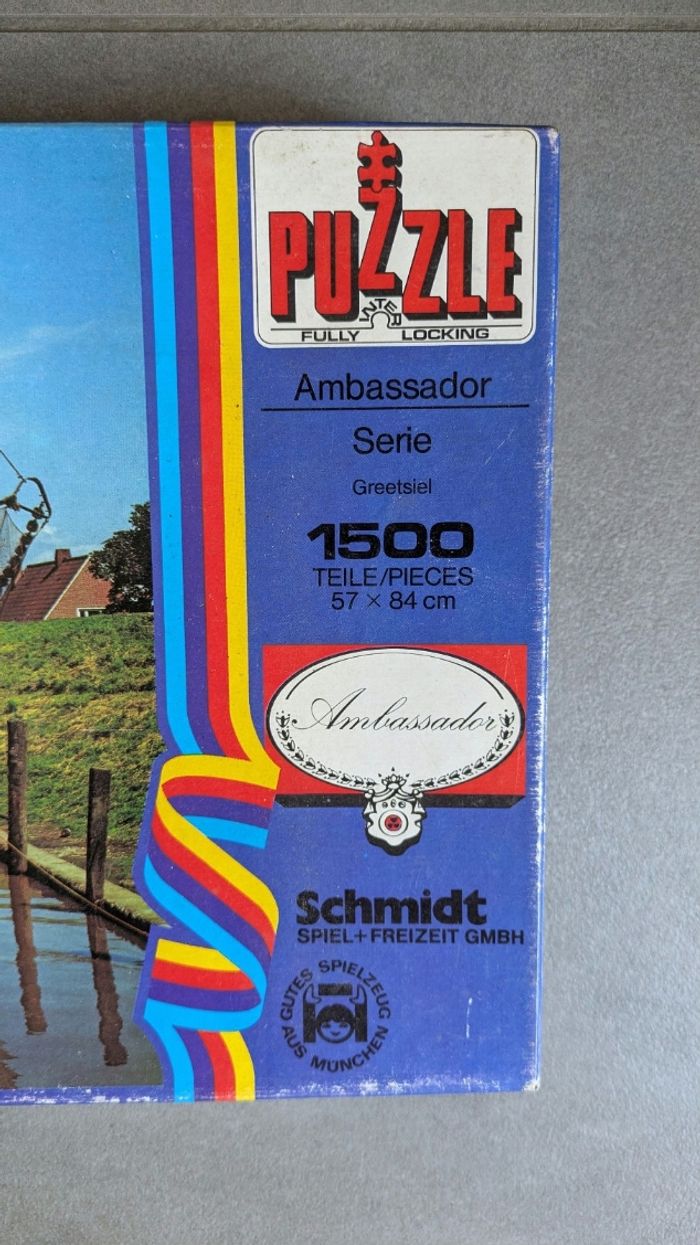 PUZZLE
FULLY INTER LOCKING
Ambassador
Serie
Greetsiel
1500
TEILE/PIECES
57 × 84 cm
Ambassador
Schmidt
SPIEL+FREIZEIT GMBH
GUTES SPIELZEUG
AUS MÜNCHEN